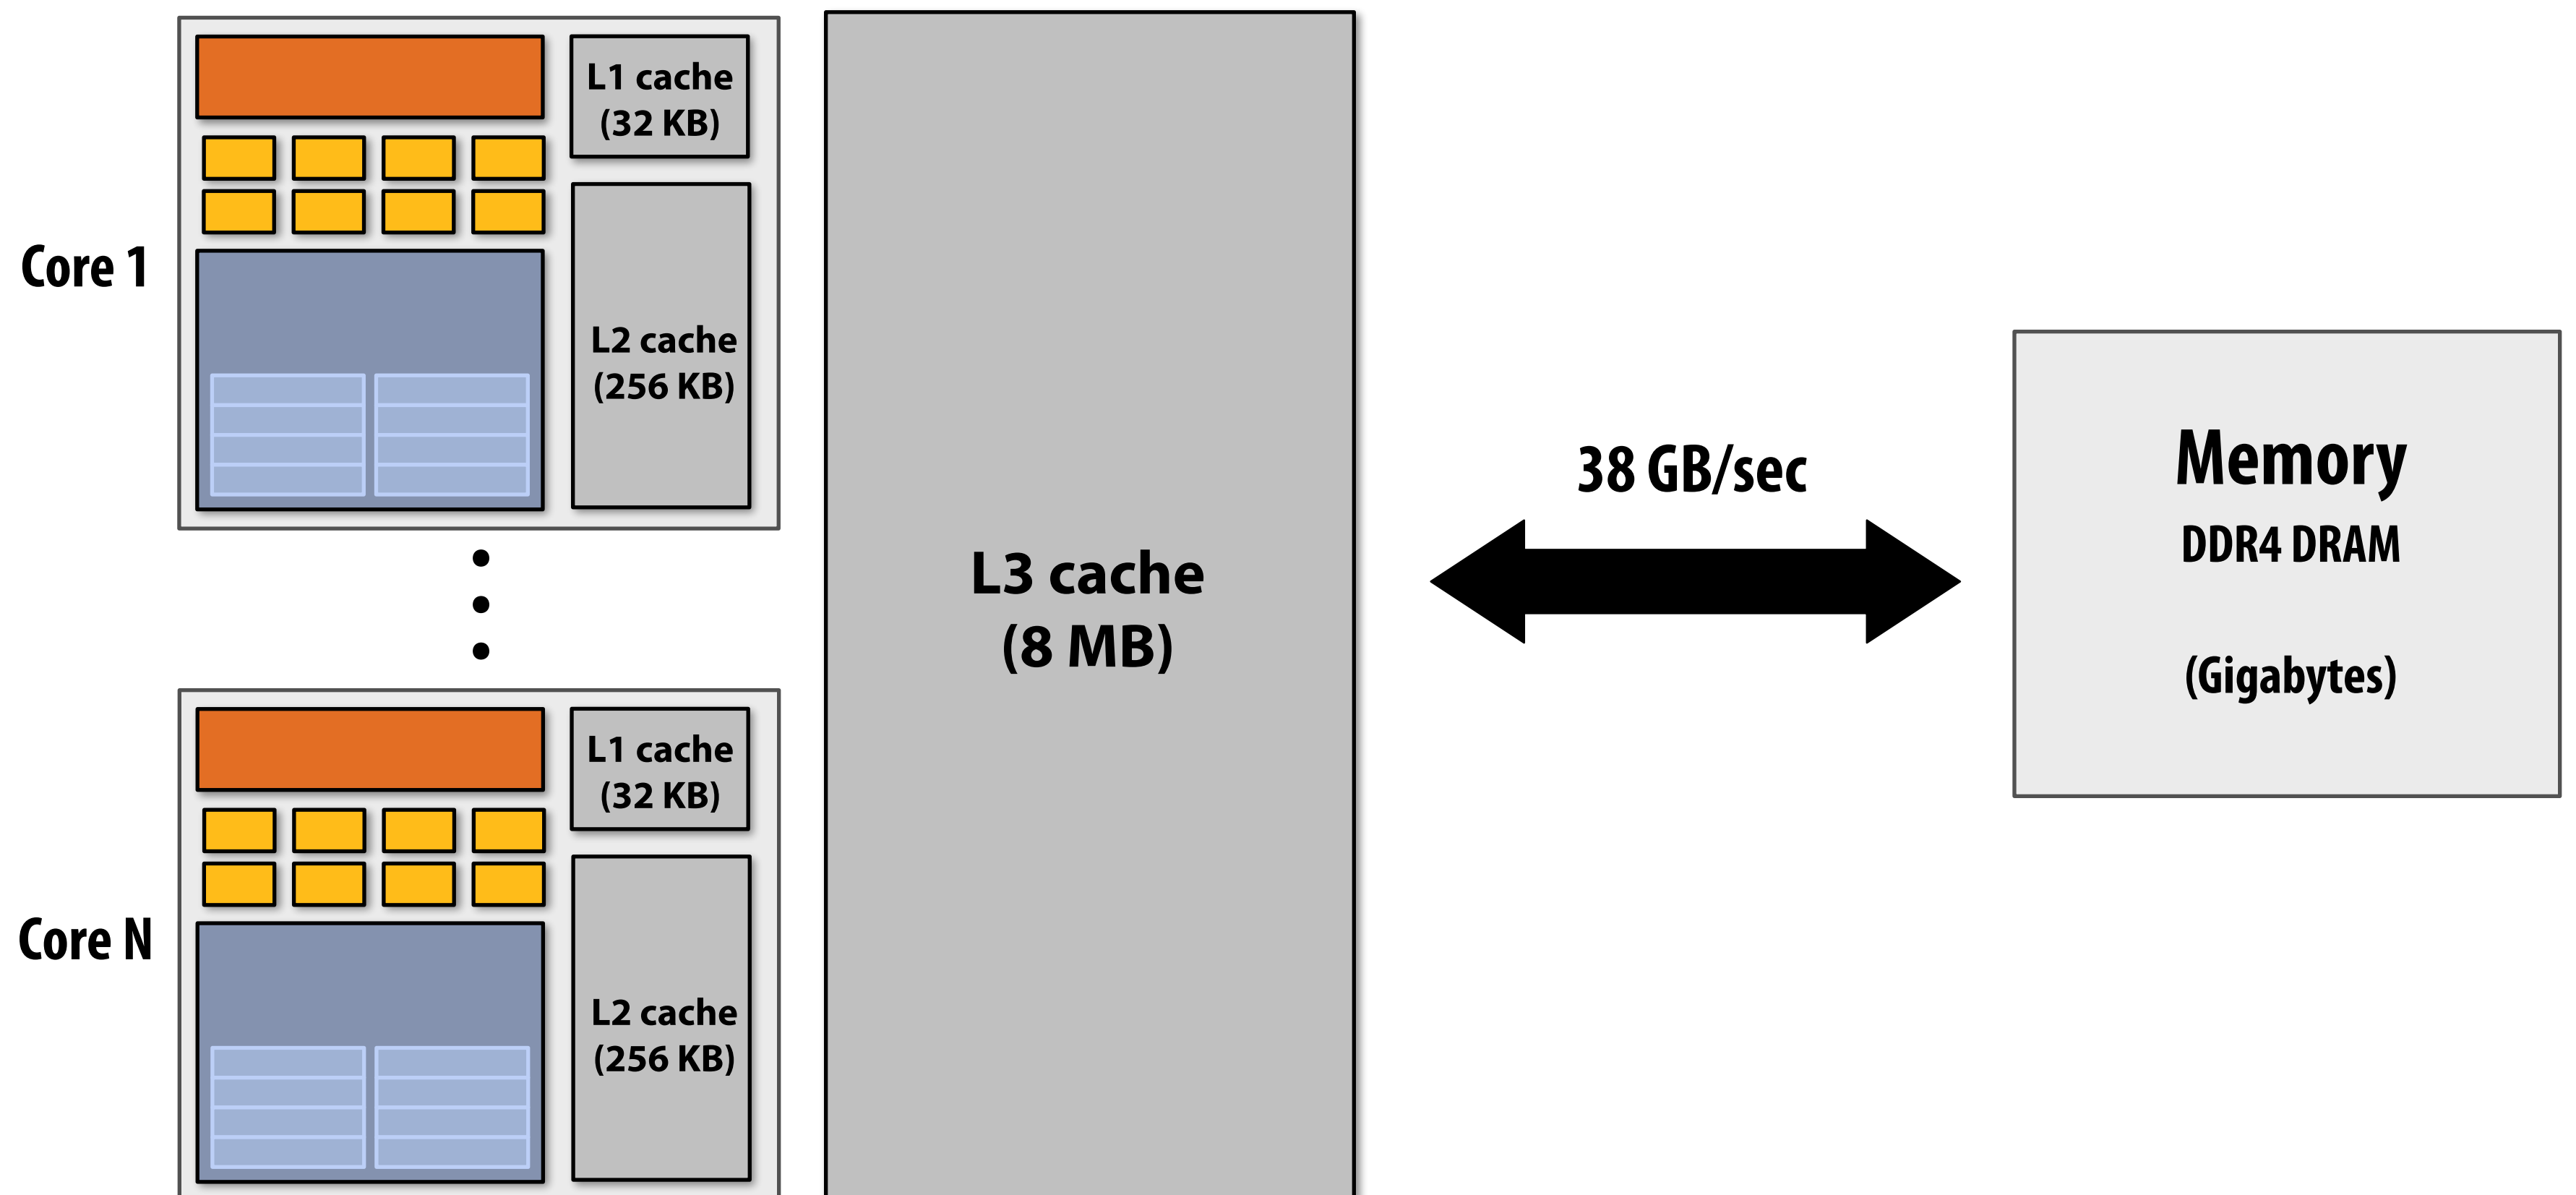 Core 1
L1 cache
(32 KB)
L2 cache
(256 KB)
Core N
L1 cache
(32 KB)
L2 cache
(256 KB)
L3 cache
(8 MB)
38 GB/sec
Memory
DDR4 DRAM
(Gigabytes)